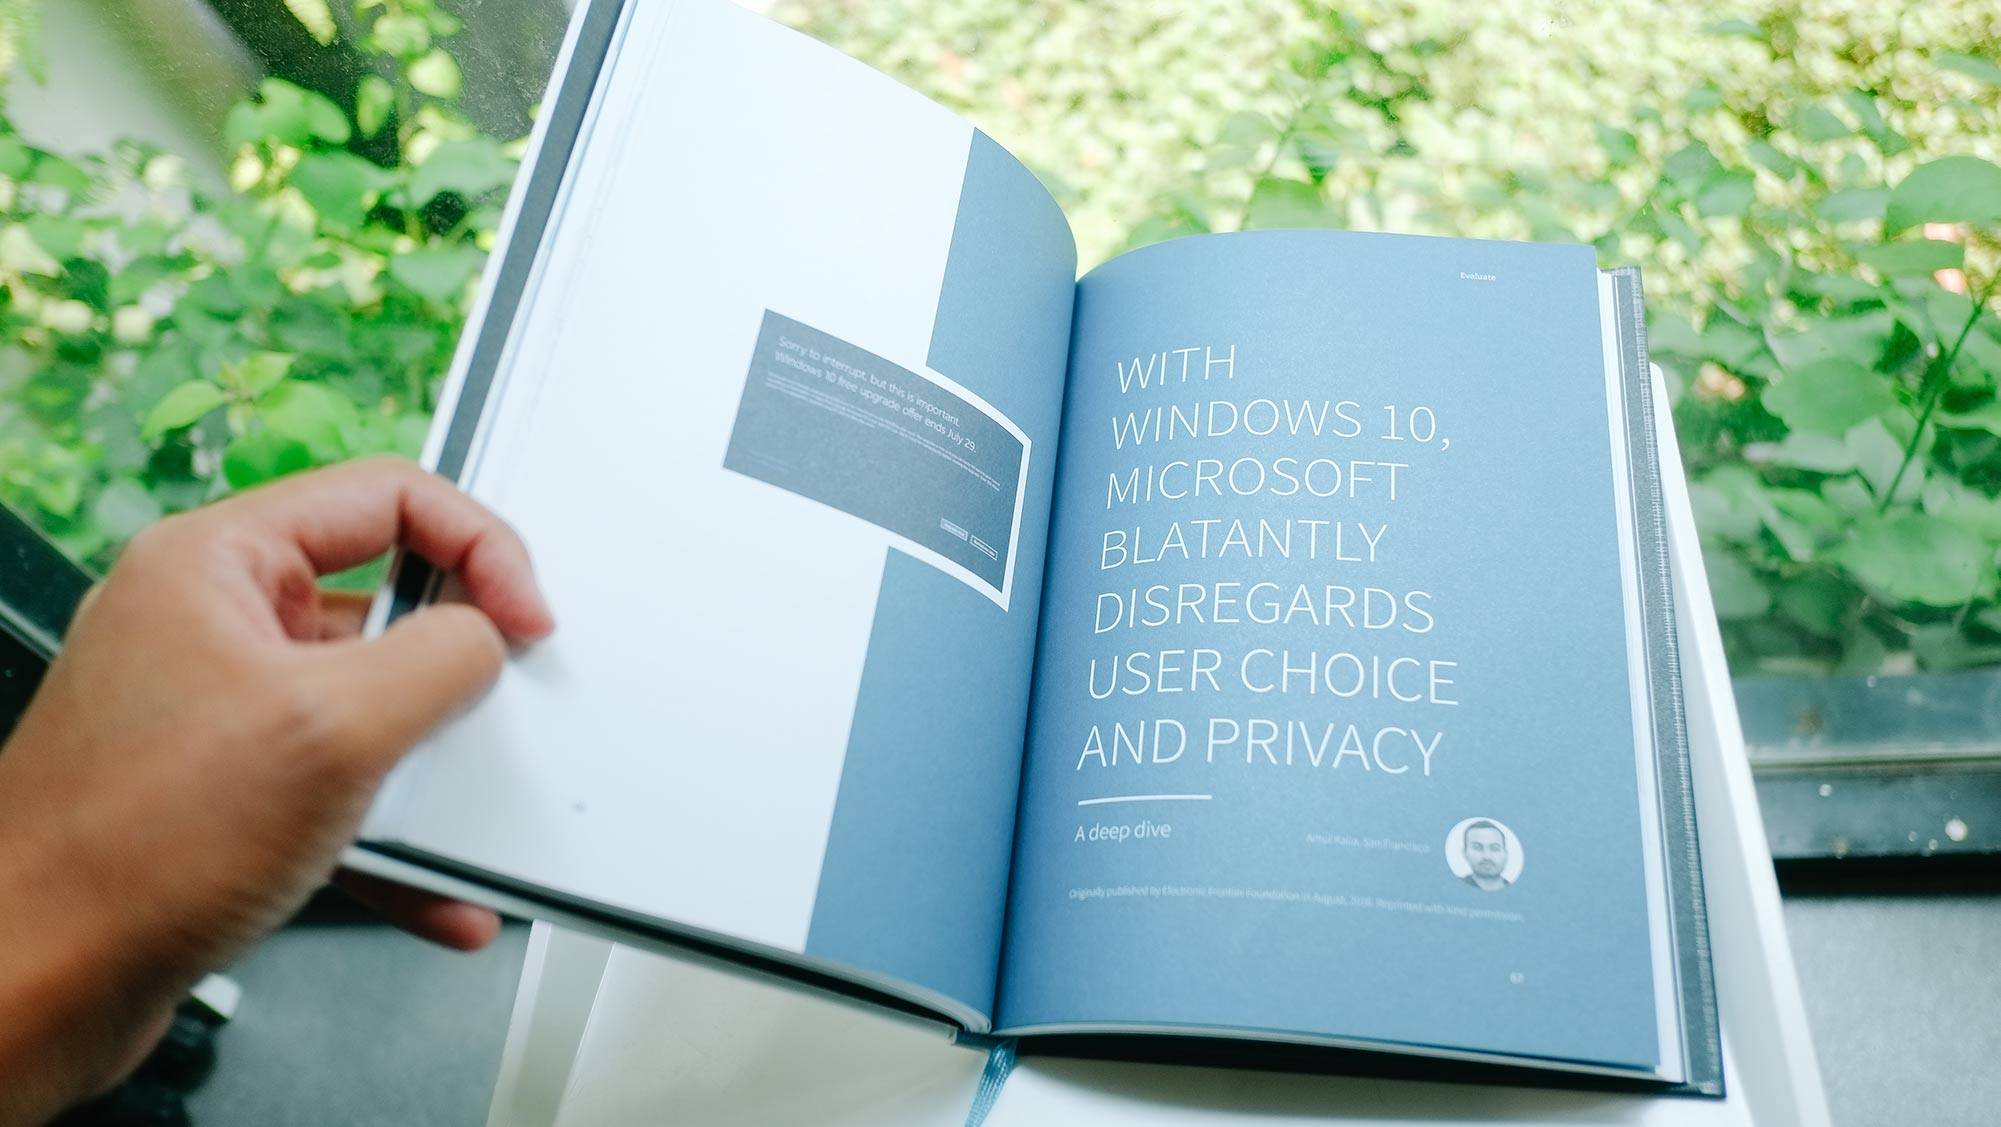 Sorry to interrupt, but this is important.
Windows 10 free upgrade offer ends July 29.
Evaluate
WITH
WINDOWS 10,
MICROSOFT
BLATANTLY
DISREGARDS
USER CHOICE
AND PRIVACY
A deep dive
Amul Kalia, San Francisco
Originally published by Electronic Frontier Foundation in August, 2016. Reprinted with kind permission.
67